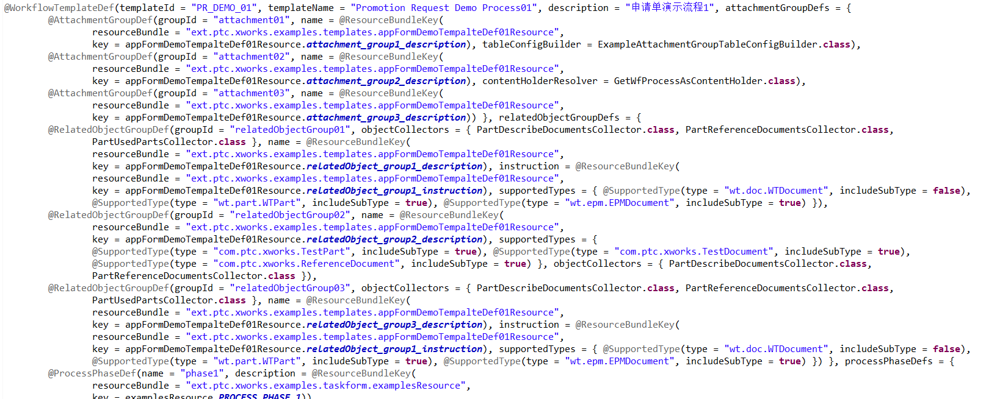 @WorkflowTemplateDef(templateId = "PR_DEMO_01", templateName = "Promotion Request Demo Process01", description = "申请单演示流程1", attachmentGroupDefs = {
@AttachmentGroupDef(groupId = "attachment01", name = @ResourceBundleKey(
resourceBundle = "ext.ptc.xworks.examples.templates.appFormDemoTempalteDef01Resource",
key = appFormDemoTempalteDef01Resource.attachment_group1_description), tableConfigBuilder = ExampleAttachmentGroupTableConfigBuilder.class),
@AttachmentGroupDef(groupId = "attachment02", name = @ResourceBundleKey(
resourceBundle = "ext.ptc.xworks.examples.templates.appFormDemoTempalteDef01Resource",
key = appFormDemoTempalteDef01Resource.attachment_group2_description), contentHolderResolver = GetWfProcessAsContentHolder.class),
@AttachmentGroupDef(groupId = "attachment03", name = @ResourceBundleKey(
resourceBundle = "ext.ptc.xworks.examples.templates.appFormDemoTempalteDef01Resource",
key = appFormDemoTempalteDef01Resource.attachment_group3_description)) }, relatedObjectGroupDefs = {
@RelatedObjectGroupDef(groupId = "relatedObjectGroup01", objectCollectors = { PartDescribeDocumentsCollector.class, PartReferenceDocumentsCollector.class,
PartUsedPartsCollector.class }, name = @ResourceBundleKey(
resourceBundle = "ext.ptc.xworks.examples.templates.appFormDemoTempalteDef01Resource",
key = appFormDemoTempalteDef01Resource.relatedObject_group1_description), instruction = @ResourceBundleKey(
resourceBundle = "ext.ptc.xworks.examples.templates.appFormDemoTempalteDef01Resource",
key = appFormDemoTempalteDef01Resource.relatedObject_group1_instruction), supportedTypes = { @SupportedType(type = "wt.doc.WTDocument", includeSubType = false),
@SupportedType(type = "wt.part.WTPart", includeSubType = true), @SupportedType(type = "wt.epm.EPMDocument", includeSubType = true) }),
@RelatedObjectGroupDef(groupId = "relatedObjectGroup02", name = @ResourceBundleKey(
resourceBundle = "ext.ptc.xworks.examples.templates.appFormDemoTempalteDef01Resource",
key = appFormDemoTempalteDef01Resource.relatedObject_group2_description), supportedTypes = {
@SupportedType(type = "com.ptc.xworks.TestPart", includeSubType = true), @SupportedType(type = "com.ptc.xworks.TestDocument", includeSubType = true),
@SupportedType(type = "com.ptc.xworks.ReferenceDocument", includeSubType = true) }, objectCollectors = { PartDescribeDocumentsCollector.class,
PartReferenceDocumentsCollector.class }),
@RelatedObjectGroupDef(groupId = "relatedObjectGroup03", objectCollectors = { PartDescribeDocumentsCollector.class, PartReferenceDocumentsCollector.class,
PartUsedPartsCollector.class }, name = @ResourceBundleKey(
resourceBundle = "ext.ptc.xworks.examples.templates.appFormDemoTempalteDef01Resource",
key = appFormDemoTempalteDef01Resource.relatedObject_group3_description), instruction = @ResourceBundleKey(
resourceBundle = "ext.ptc.xworks.examples.templates.appFormDemoTempalteDef01Resource",
key = appFormDemoTempalteDef01Resource.relatedObject_group1_instruction), supportedTypes = { @SupportedType(type = "wt.doc.WTDocument", includeSubType = false),
@SupportedType(type = "wt.part.WTPart", includeSubType = true), @SupportedType(type = "wt.epm.EPMDocument", includeSubType = true) }) }, processPhaseDefs = {
@ProcessPhaseDef(name = "phase1", description = @ResourceBundleKey(
resourceBundle = "ext.ptc.xworks.examples.taskform.examplesResource",
key = examplesResource.PROCESS_PHASE_1))